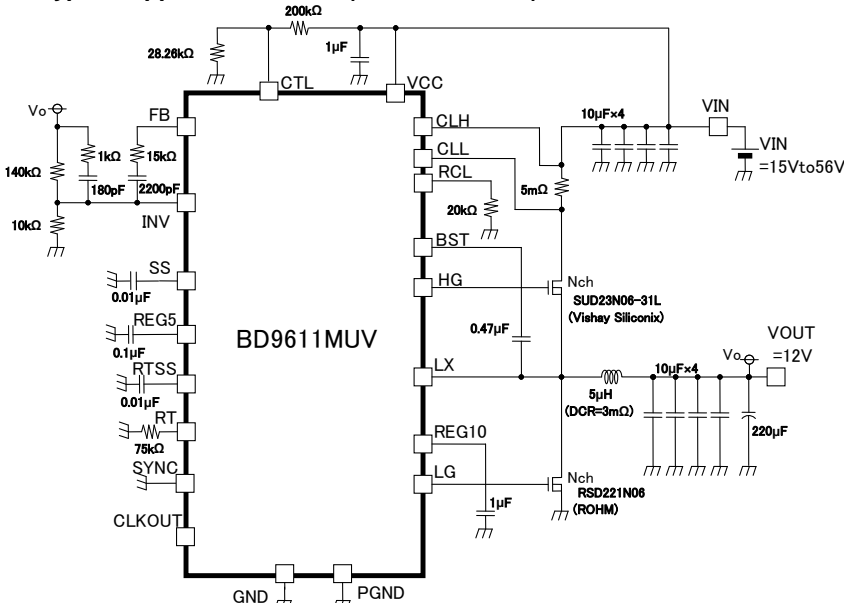 200kΩ
28.26kΩ
1μF
CTL
VCC
Vo
FB
CLH
10μF×4
VIN
1kΩ
15kΩ
CLL
VIN
=15Vto56V
140kΩ
180pF
2200pF
RCL
5mΩ
10kΩ
INV
20kΩ
BST
SS
HG
Nch
0.01μF
SUD23N06-31L
(Vishay Siliconix)
REG5
BD9611MUV
0.47μF
VOUT
=12V
0.1μF
Vo
RTSS
LX
10μF×4
0.01μF
5μH
(DCR=3mΩ)
RT
220μF
75kΩ
REG10
SYNC
LG
Nch
RSD221N06
(ROHM)
1μF
CLKOUT
GND
PGND